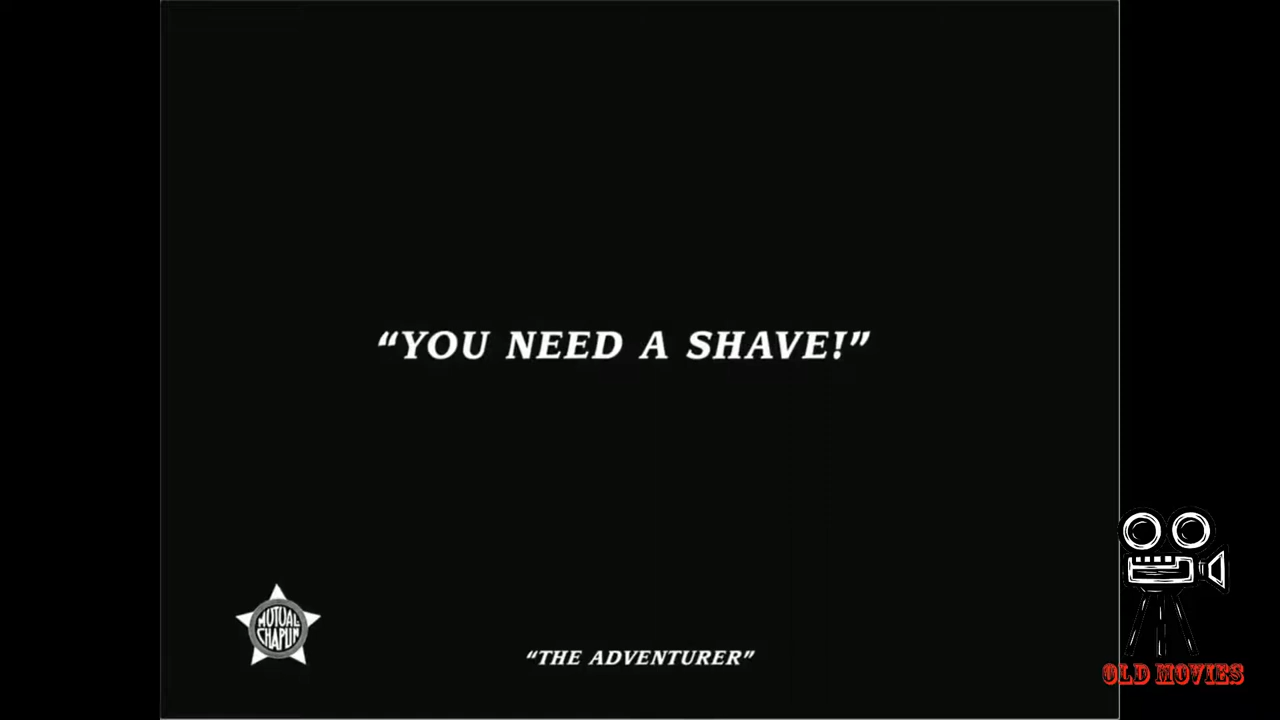 “YOU NEED A SHAVE!”
MUTUAL
CHAPLIN
“THE ADVENTURER”
OLD MOVIES